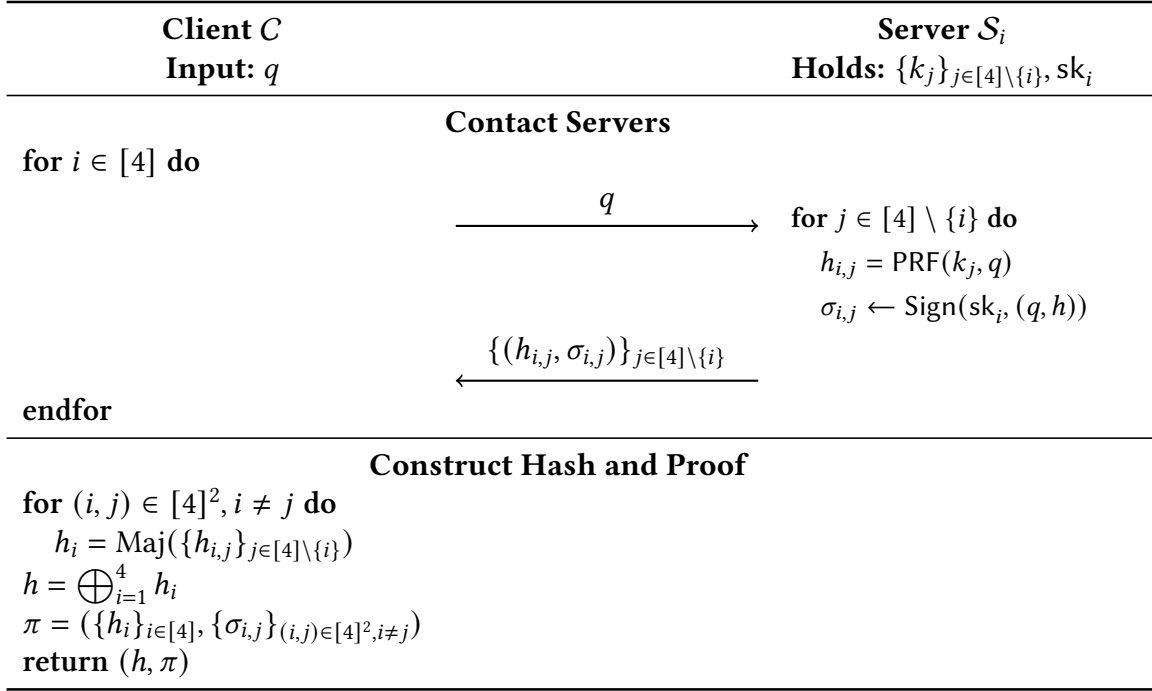 Client 𝒞 Server 𝒮ᵢ
Input: q Holds: {k_j}_{j∈[4]\{i}}, sk_i
Contact Servers
for i ∈ [4] do
q
for j ∈ [4] \ {i} do
h_{i,j} = PRF(k_j, q)
σ_{i,j} ← Sign(sk_i, (q, h))
{(h_{i,j}, σ_{i,j})}_{j∈[4]\{i}}
endfor
Construct Hash and Proof
for (i, j) ∈ [4]², i ≠ j do
h_i = Maj({h_{i,j}}_{j∈[4]\{i}})
h = ⨁_{i=1}^{4} h_i
π = ({h_i}_{i∈[4]}, {σ_{i,j}}_{(i,j)∈[4]², i≠j})
return (h, π)